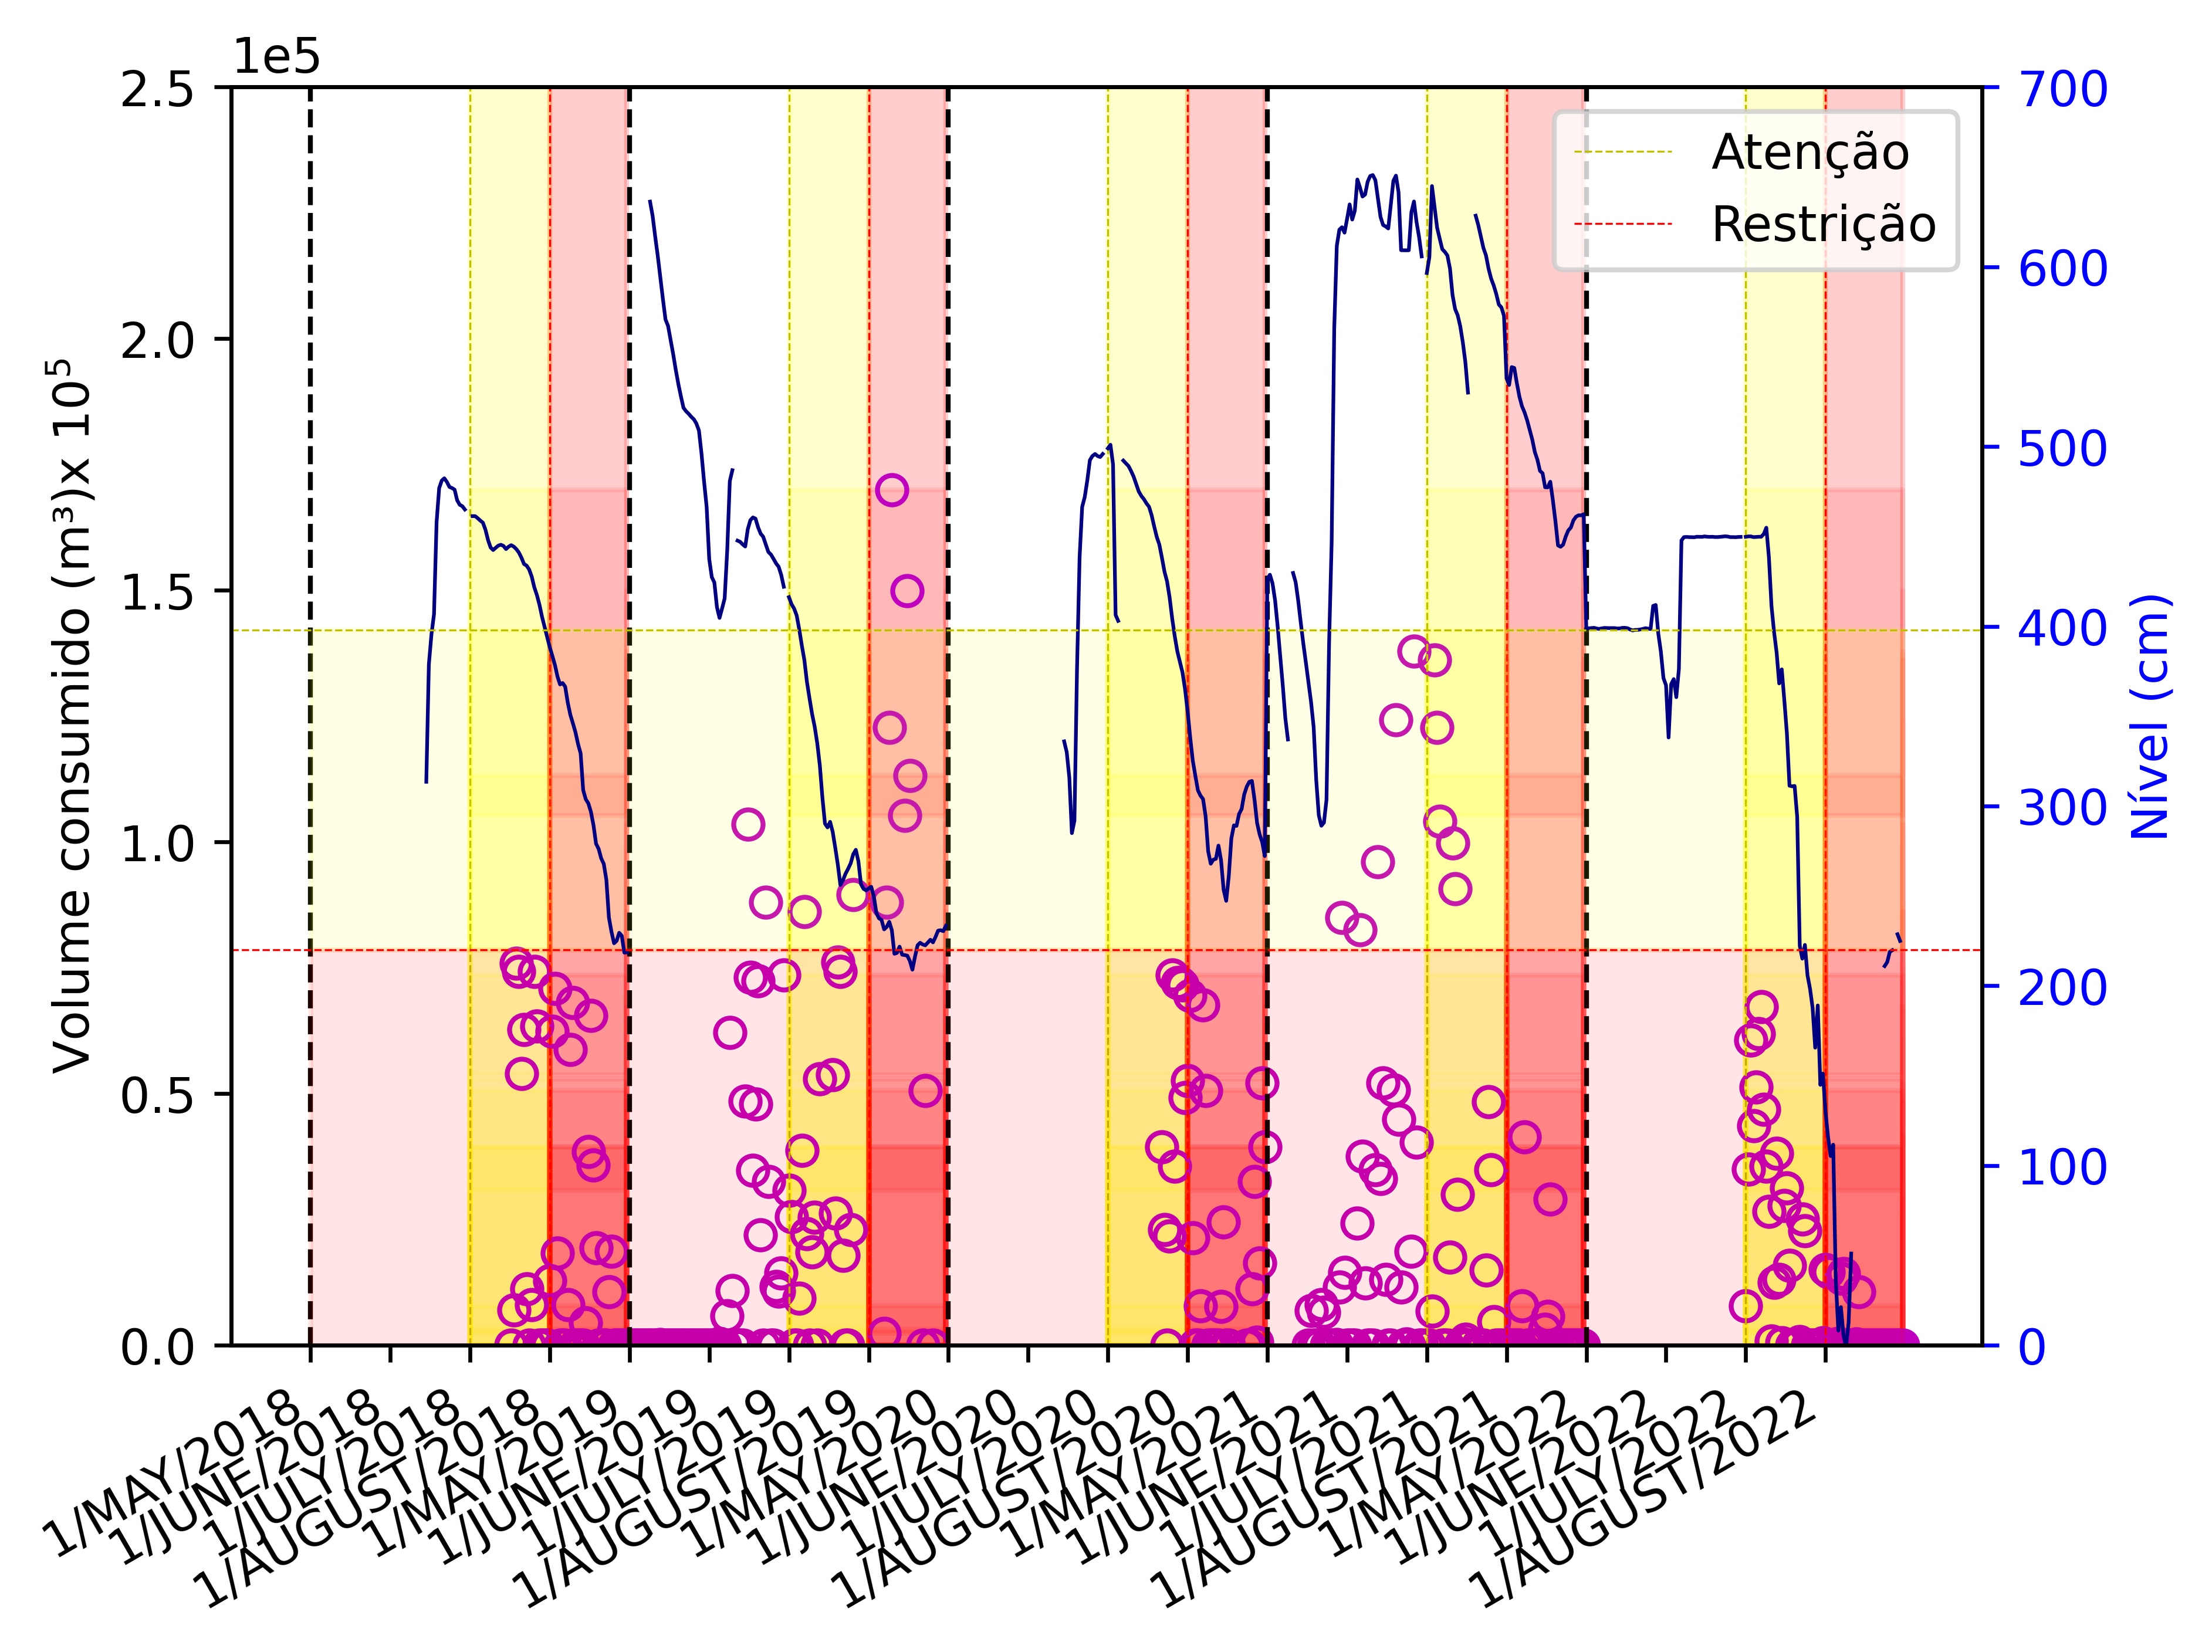 1e5
2.5
2.0
1.5
1.0
0.5
0.0
Volume consumido (m³)x 10⁵
700
600
500
400
300
200
100
0
Nível (cm)
Atenção
Restrição
1/MAY/2018
1/JUNE/2018
1/JULY/2018
1/AUGUST/2018
1/MAY/2019
1/JUNE/2019
1/JULY/2019
1/AUGUST/2019
1/MAY/2020
1/JUNE/2020
1/JULY/2020
1/AUGUST/2020
1/MAY/2021
1/JUNE/2021
1/JULY/2021
1/AUGUST/2021
1/MAY/2022
1/JUNE/2022
1/JULY/2022
1/AUGUST/2022